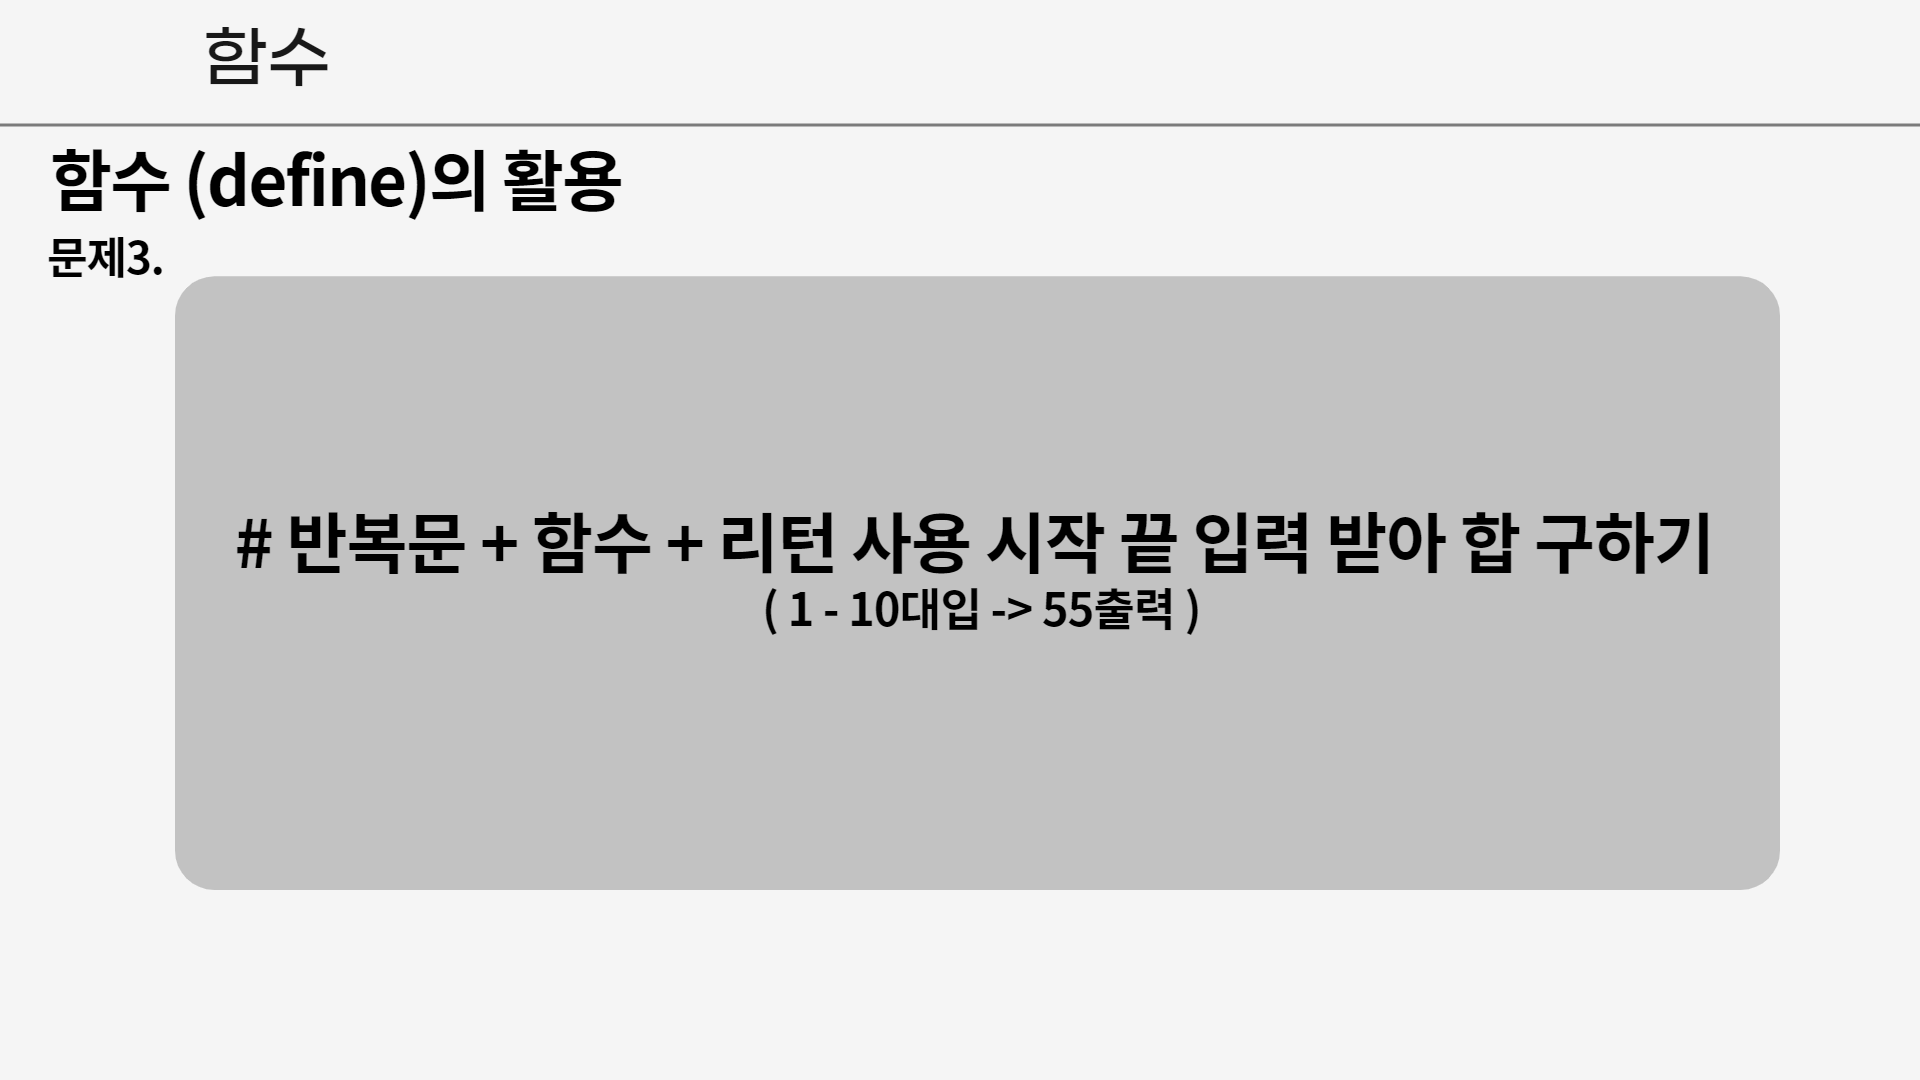 함수
함수 (define)의 활용
문제3.
# 반복문 + 함수 + 리턴 사용 시작 끝 입력 받아 합 구하기
( 1 - 10대입 -> 55출력 )